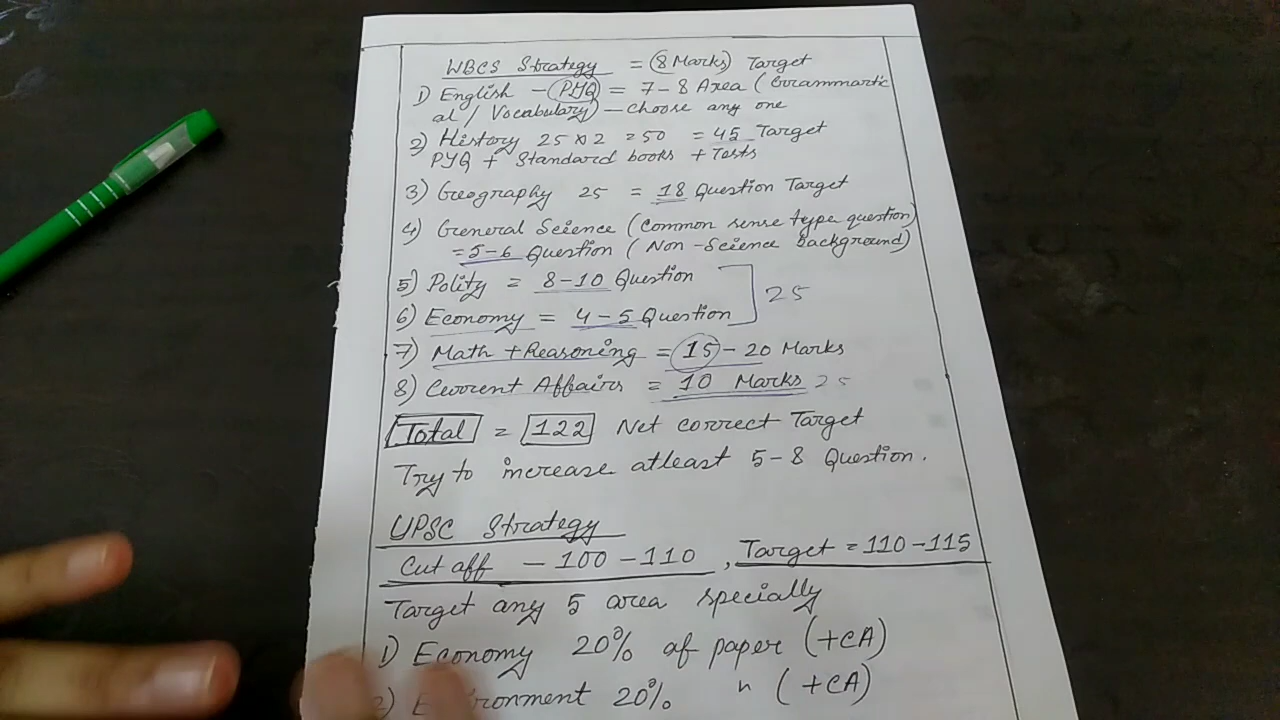 WBCS Strategy = 8 Marks) Target
1) English - PYQ = 7-8 Area (Grammartic
al / Vocabulary) - choose any one
2) History 25 x 2 = 50 = 45 Target
PYQ + Standard books + Tests
3) Geography 25 = 18 Question Target
4) General Science (Common sense type question)
= 5-6 Question (Non-Science background)
5) Polity = 8-10 Question
25
6) Economy = 4-5 Question
7) Math + Reasoning = 15-20 Marks
8) Current Affairs = 10 Marks 25
Total = 122 Net correct Target
Try to increase atleast 5-8 Question.
UPSC Strategy
Cut off - 100-110, Target = 110-115
Target any 5 area specially
1) Economy 20% of paper (+CA)
20% " (+CA)